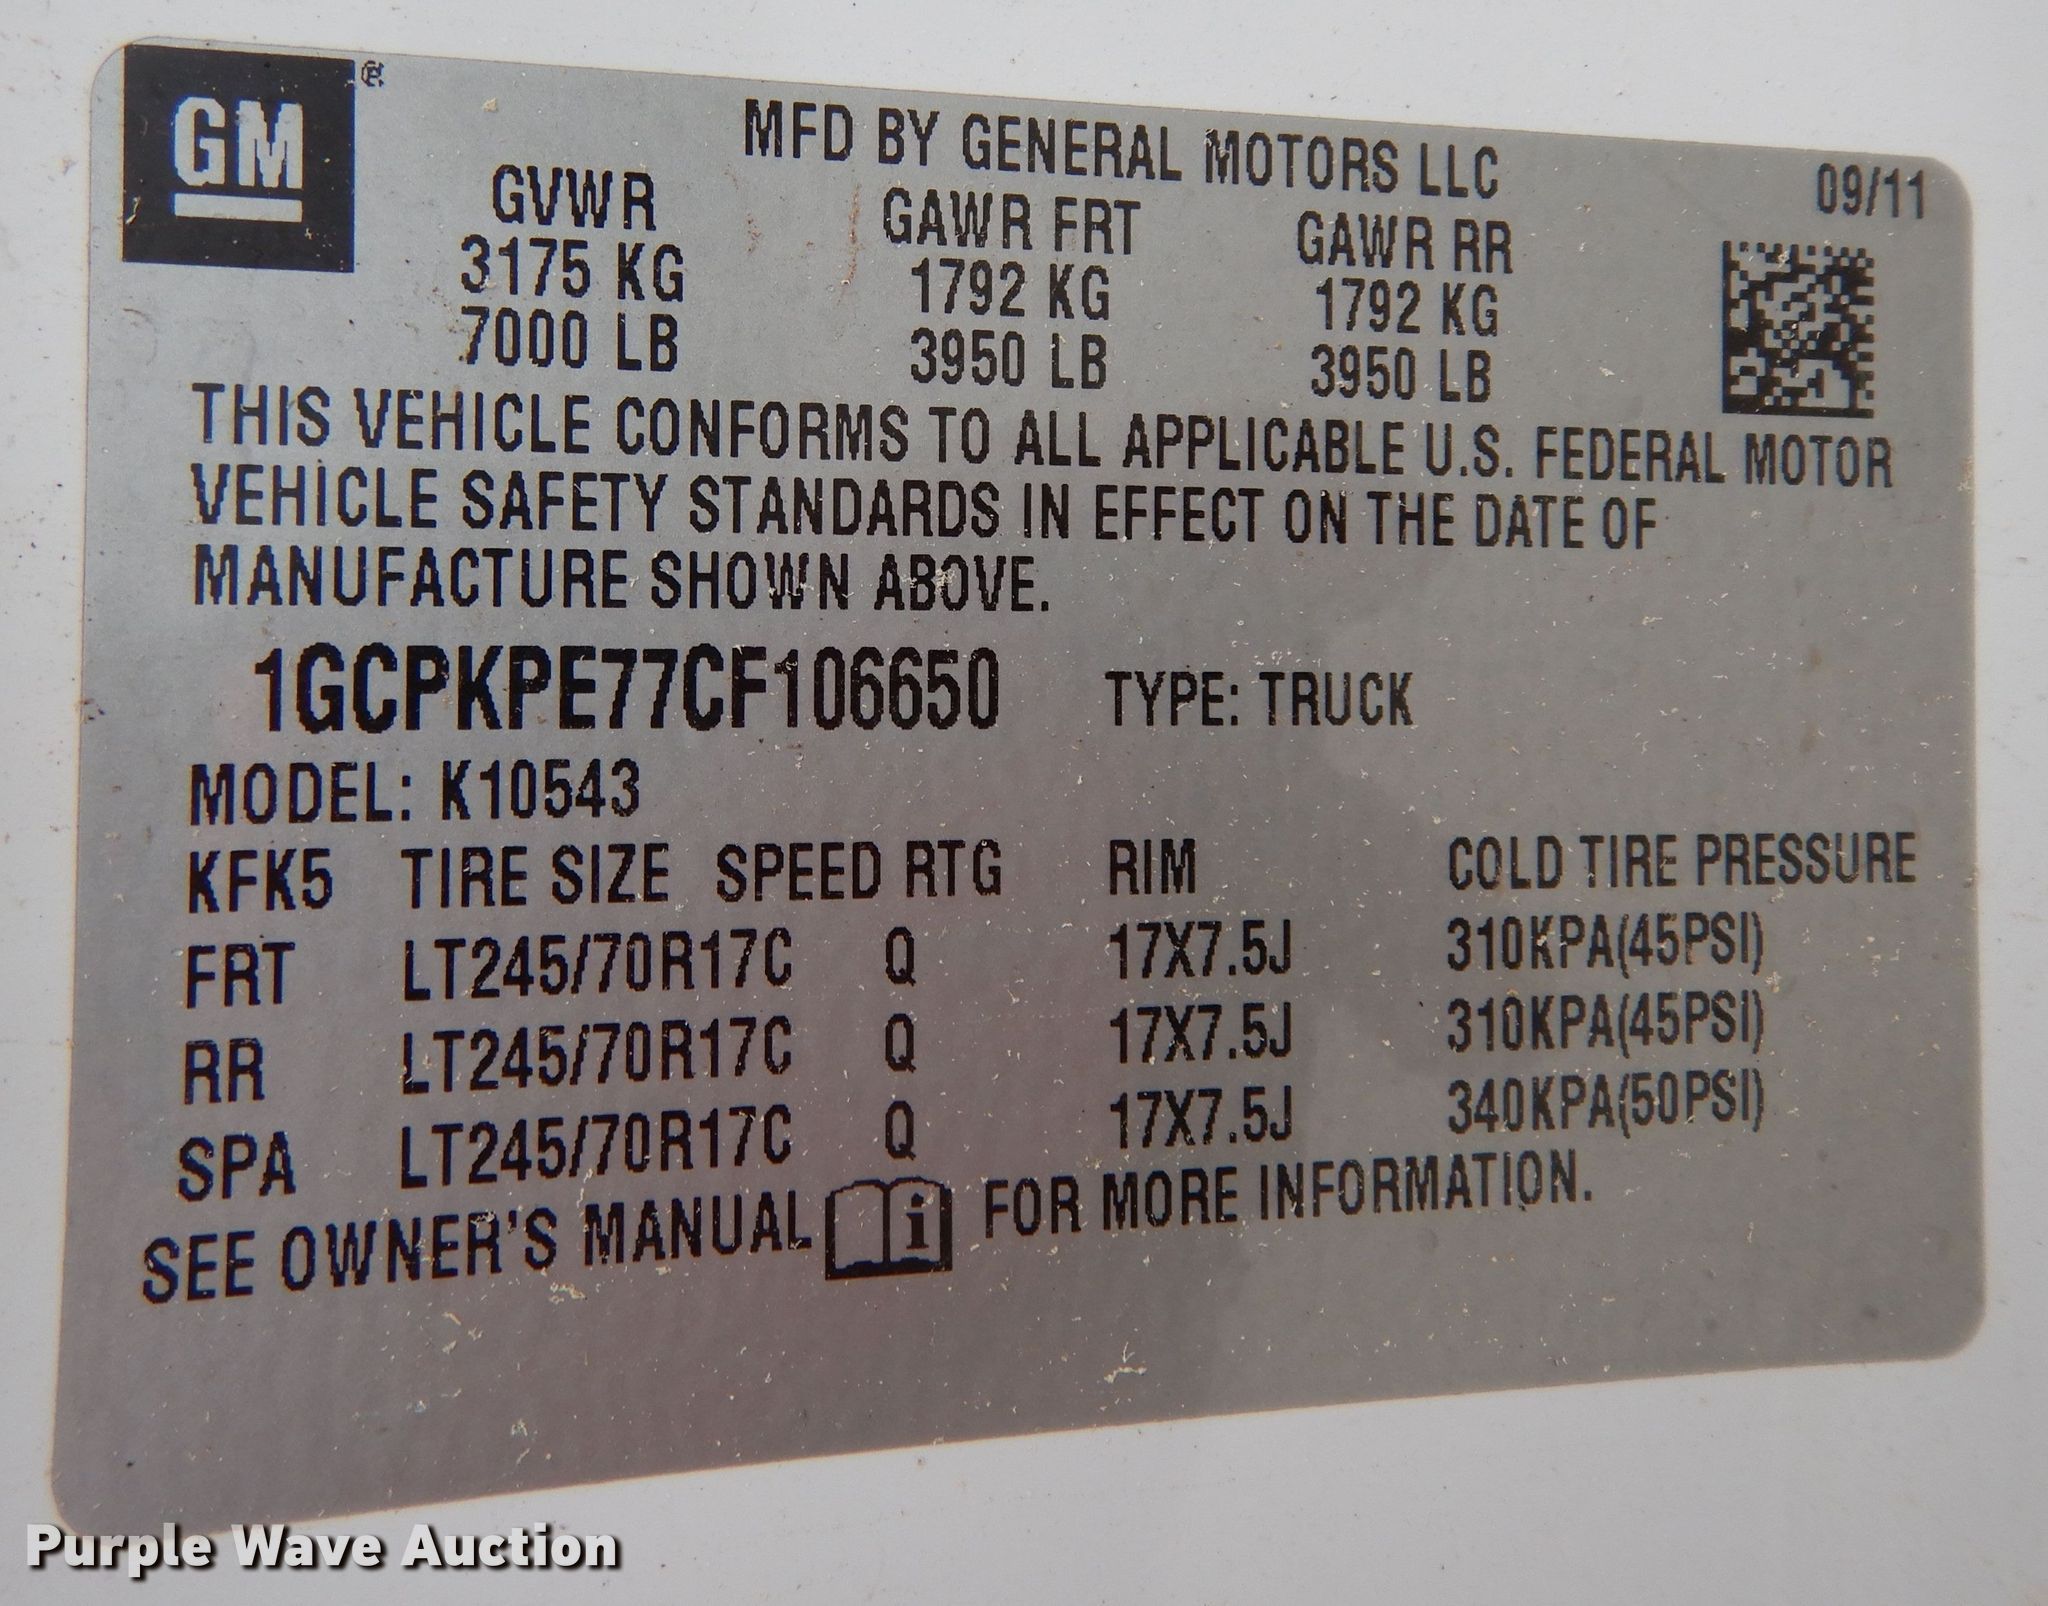 GM ®
MFD BY GENERAL MOTORS LLC
09/11
GVWR GAWR FRT GAWR RR
3175 KG 1792 KG 1792 KG
7000 LB 3950 LB 3950 LB
THIS VEHICLE CONFORMS TO ALL APPLICABLE U.S. FEDERAL MOTOR
VEHICLE SAFETY STANDARDS IN EFFECT ON THE DATE OF
MANUFACTURE SHOWN ABOVE.
1GCPKPE77CF106650 TYPE: TRUCK
MODEL: K10543
KFK5 TIRE SIZE SPEED RTG RIM COLD TIRE PRESSURE
FRT LT245/70R17C Q 17X7.5J 310KPA(45PSI)
RR LT245/70R17C Q 17X7.5J 310KPA(45PSI)
SPA LT245/70R17C Q 17X7.5J 340KPA(50PSI)
SEE OWNER'S MANUAL i FOR MORE INFORMATION.
Purple Wave Auction